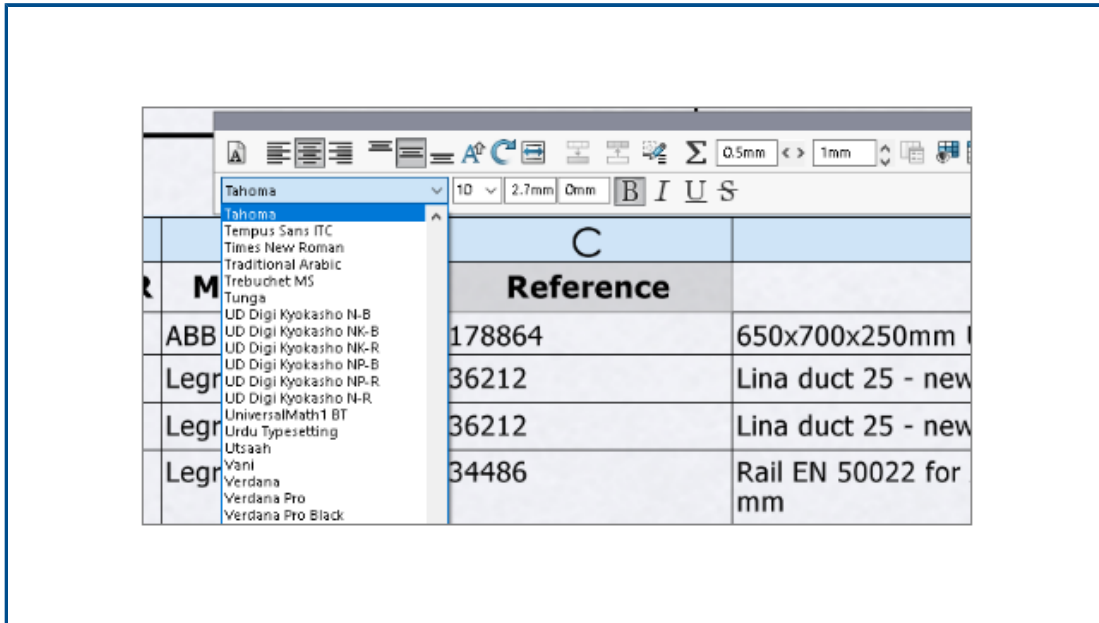 A
0.5mm 1mm
Tahoma 10 2.7mm 0mm B I U S
Tahoma
Tempus Sans ITC
Times New Roman
Traditional Arabic
Trebuchet MS
Tunga
UD Digi Kyokasho N-B
UD Digi Kyokasho NK-B
UD Digi Kyokasho NK-R
UD Digi Kyokasho NP-B
UD Digi Kyokasho NP-R
UD Digi Kyokasho N-R
UniversalMath1 BT
Urdu Typesetting
Utsaah
Vani
Verdana
Verdana Pro
Verdana Pro Black
C
R M Reference
ABB 178864 650x700x250mm
Legr 36212 Lina duct 25 - new
Legr 36212 Lina duct 25 - new
Legr 34486 Rail EN 50022 for
mm